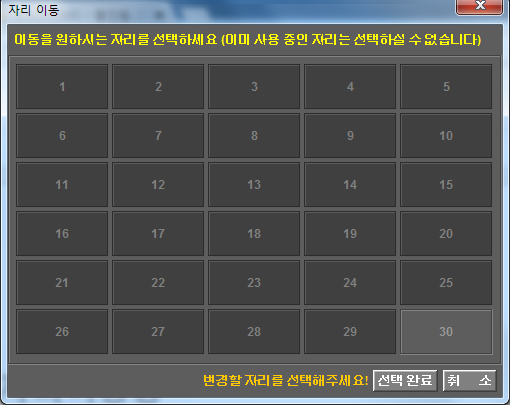 자리 이동
이동을 원하시는 자리를 선택하세요 (이미 사용 중인 자리는 선택하실 수 없습니다)
1 2 3 4 5
6 7 8 9 10
11 12 13 14 15
16 17 18 19 20
21 22 23 24 25
26 27 28 29 30
변경할 자리를 선택해주세요! 선택 완료 취 소